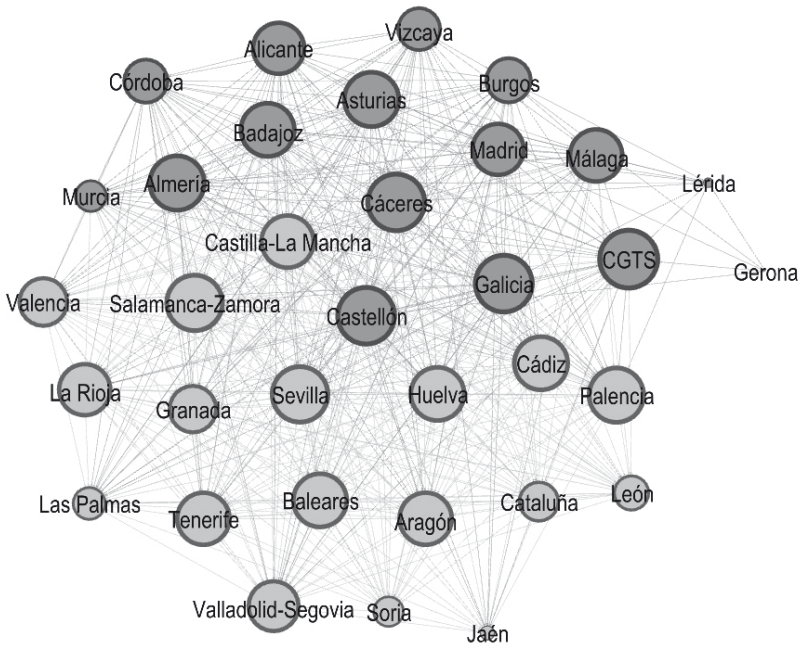 Vizcaya
Alicante
Córdoba
Burgos
Asturias
Badajoz
Madrid
Málaga
Lérida
Almería
Murcia
Cáceres
Castilla-La Mancha
CGTS
Gerona
Galicia
Valencia
Salamanca-Zamora
Castellón
Cádiz
La Rioja
Granada
Sevilla
Huelva
Palencia
Las Palmas
Tenerife
Baleares
Aragón
Cataluña
León
Valladolid-Segovia
Soria
Jaén